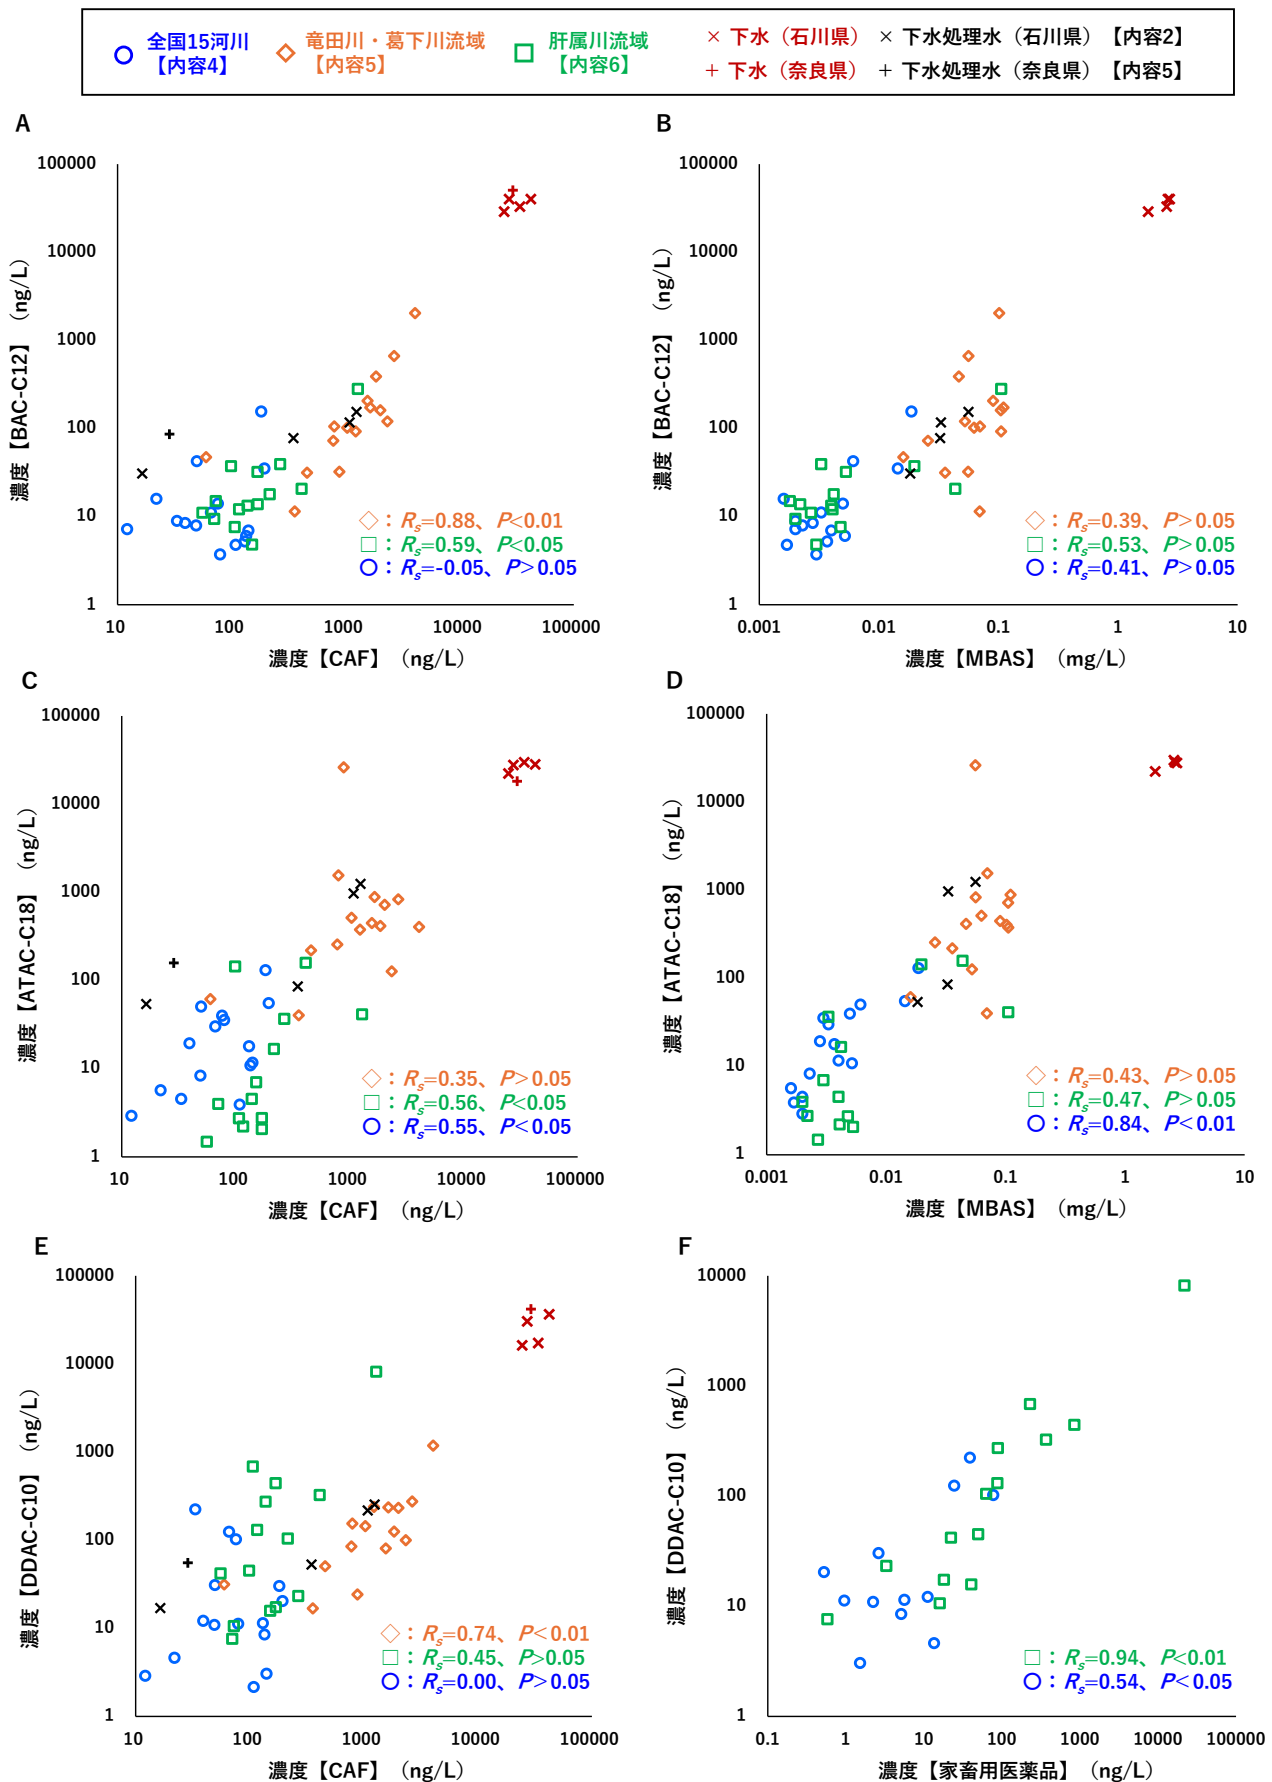 全国15河川
【内容4】
竜田川・葛下川流域
【内容5】
肝属川流域
【内容6】
× 下水（石川県） × 下水処理水（石川県）【内容2】
+ 下水（奈良県） + 下水処理水（奈良県）【内容5】
A
100000
10000
1000
100
10
1
10 100 1000 10000 100000
濃度【BAC-C12】（ng/L）
濃度【CAF】（ng/L）
◇：Rs=0.88、P<0.01
□：Rs=0.59、P<0.05
○：Rs=-0.05、P＞0.05
B
100000
10000
1000
100
10
1
0.001 0.01 0.1 1 10
濃度【BAC-C12】（ng/L）
濃度【MBAS】（mg/L）
◇：Rs=0.39、P＞0.05
□：Rs=0.53、P＞0.05
○：Rs=0.41、P＞0.05
C
100000
10000
1000
100
10
1
10 100 1000 10000 100000
濃度【ATAC-C18】（ng/L）
濃度【CAF】（ng/L）
◇：Rs=0.35、P＞0.05
□：Rs=0.56、P<0.05
○：Rs=0.55、P＜0.05
D
100000
10000
1000
100
10
1
0.001 0.01 0.1 1 10
濃度【ATAC-C18】（ng/L）
濃度【MBAS】（mg/L）
◇：Rs=0.43、P＞0.05
□：Rs=0.47、P＞0.05
○：Rs=0.84、P＜0.01
E
100000
10000
1000
100
10
1
10 100 1000 10000 100000
濃度【DDAC-C10】（ng/L）
濃度【CAF】（ng/L）
◇：Rs=0.74、P＜0.01
□：Rs=0.45、P>0.05
○：Rs=0.00、P＞0.05
F
10000
1000
100
10
1
0.1 1 10 100 1000 10000 100000
濃度【DDAC-C10】（ng/L）
濃度【家畜用医薬品】（ng/L）
□：Rs=0.94、P<0.01
○：Rs=0.54、P＜0.05